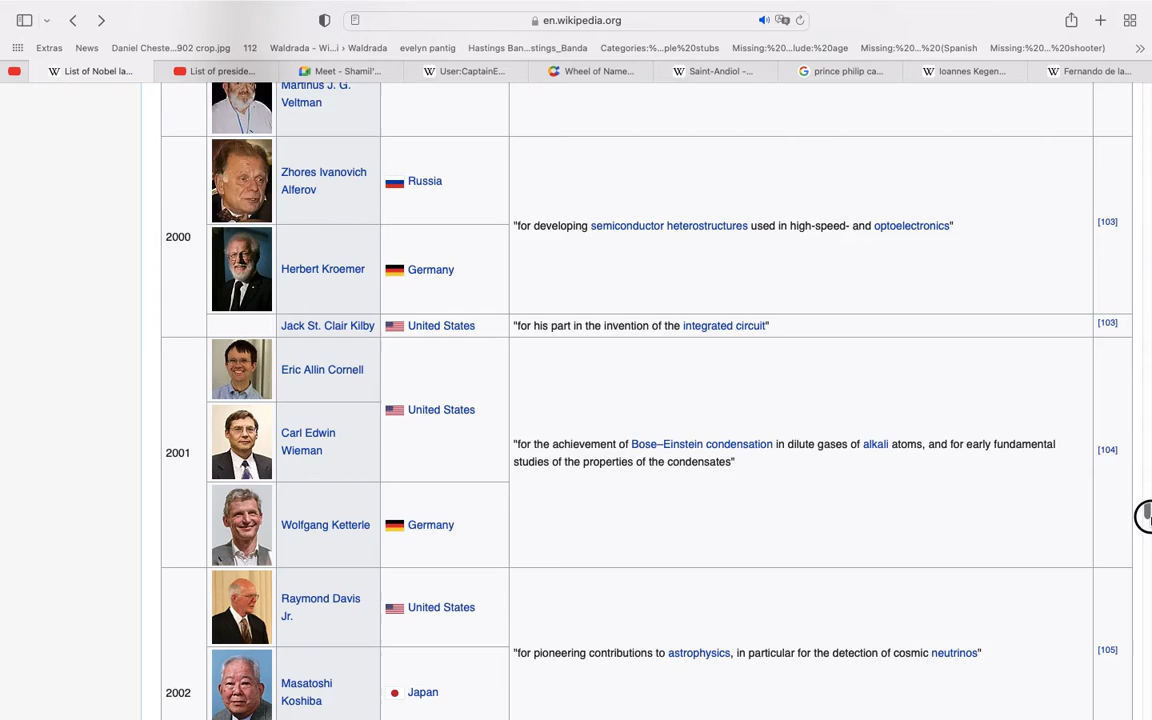 en.wikipedia.org
Extras News Daniel Cheste...902 crop.jpg 112 Waldrada - Wi...i › Waldrada evelyn pantig Hastings Ban...stings_Banda Categories:%...ple%20stubs Missing:%20...%20lude:%20age Missing:%20...%20(Spanish Missing:%20...%20shooter)
List of Nobel la... List of preside... Meet - Shamil'... User:CaptainE... Wheel of Name... Saint-Andiol -... prince philip ca... Ioannes Kegen... Fernando de la...
Martinus J. G.
Veltman
2000
Zhores Ivanovich
Alferov
Russia
"for developing semiconductor heterostructures used in high-speed- and optoelectronics"
[103]
Herbert Kroemer
Germany
Jack St. Clair Kilby
United States
"for his part in the invention of the integrated circuit"
[103]
2001
Eric Allin Cornell
United States
Carl Edwin
Wieman
"for the achievement of Bose–Einstein condensation in dilute gases of alkali atoms, and for early fundamental
studies of the properties of the condensates"
[104]
Wolfgang Ketterle
Germany
2002
Raymond Davis
Jr.
United States
"for pioneering contributions to astrophysics, in particular for the detection of cosmic neutrinos"
[105]
Masatoshi
Koshiba
Japan